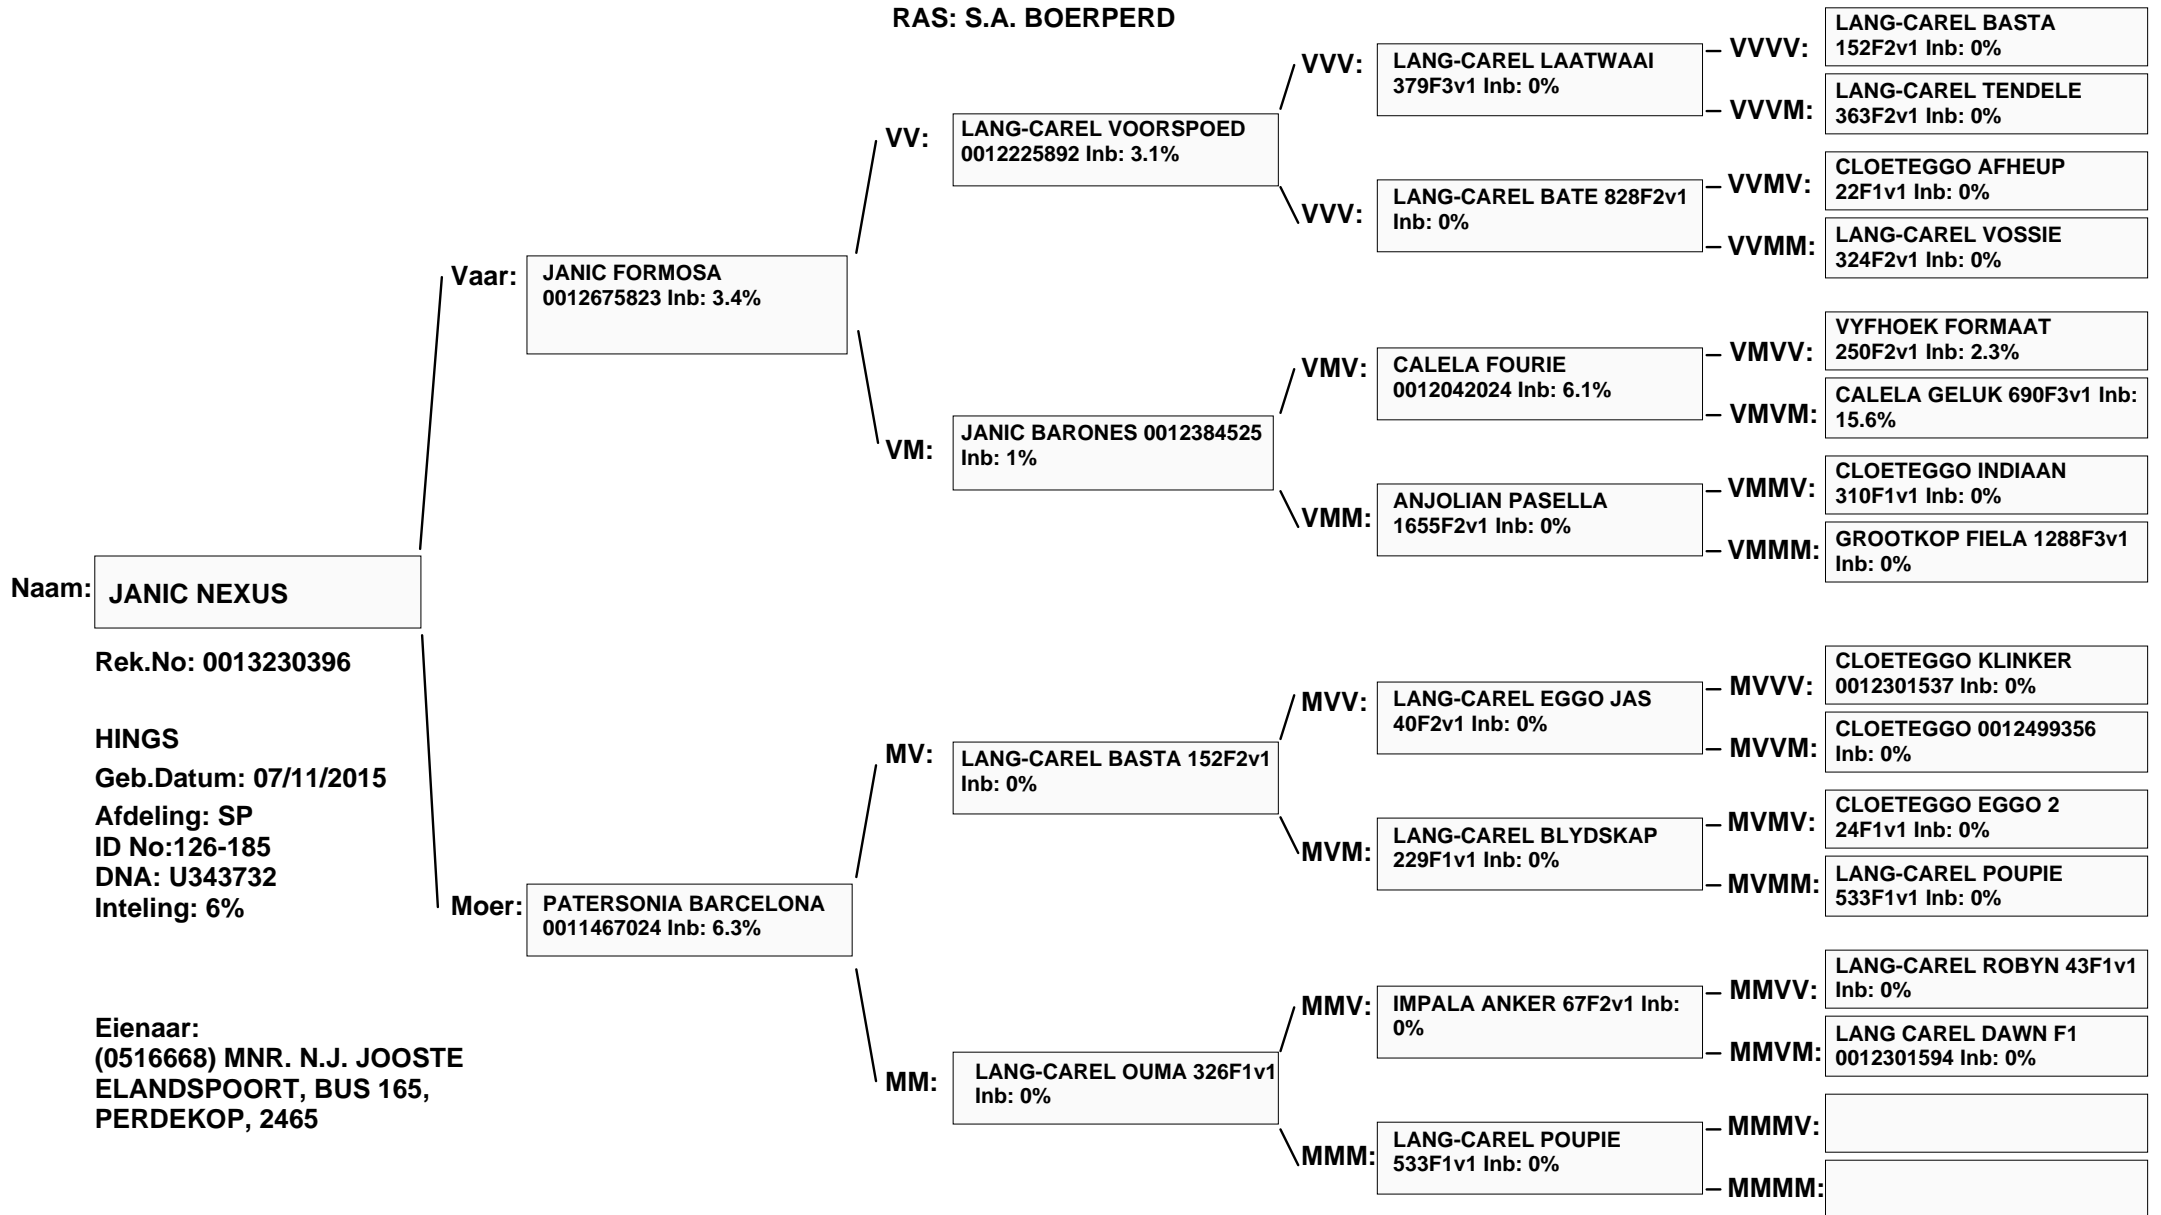 RAS: S.A. BOERPERD
Naam:
JANIC NEXUS
Rek.No: 0013230396
HINGS
Geb.Datum: 07/11/2015
Afdeling: SP
ID No:126-185
DNA: U343732
Inteling: 6%
Eienaar:
(0516668) MNR. N.J. JOOSTE
ELANDSPOORT, BUS 165,
PERDEKOP, 2465
Vaar:
JANIC FORMOSA
0012675823 Inb: 3.4%
Moer:
PATERSONIA BARCELONA
0011467024 Inb: 6.3%
VV:
LANG-CAREL VOORSPOED
0012225892 Inb: 3.1%
VM:
JANIC BARONES 0012384525
Inb: 1%
MV:
LANG-CAREL BASTA 152F2v1
Inb: 0%
MM:
LANG-CAREL OUMA 326F1v1
Inb: 0%
VVV:
LANG-CAREL LAATWAAI
379F3v1 Inb: 0%
VVV:
LANG-CAREL BATE 828F2v1
Inb: 0%
VMV:
CALELA FOURIE
0012042024 Inb: 6.1%
VMM:
ANJOLIAN PASELLA
1655F2v1 Inb: 0%
MVV:
LANG-CAREL EGGO JAS
40F2v1 Inb: 0%
MVM:
LANG-CAREL BLYDSKAP
229F1v1 Inb: 0%
MMV:
IMPALA ANKER 67F2v1 Inb:
0%
MMM:
LANG-CAREL POUPIE
533F1v1 Inb: 0%
VVVV:
LANG-CAREL BASTA
152F2v1 Inb: 0%
VVVM:
LANG-CAREL TENDELE
363F2v1 Inb: 0%
VVMV:
CLOETEGGO AFHEUP
22F1v1 Inb: 0%
VVMM:
LANG-CAREL VOSSIE
324F2v1 Inb: 0%
VMVV:
VYFHOEK FORMAAT
250F2v1 Inb: 2.3%
VMVM:
CALELA GELUK 690F3v1 Inb:
15.6%
VMMV:
CLOETEGGO INDIAAN
310F1v1 Inb: 0%
VMMM:
GROOTKOP FIELA 1288F3v1
Inb: 0%
MVVV:
CLOETEGGO KLINKER
0012301537 Inb: 0%
MVVM:
CLOETEGGO 0012499356
Inb: 0%
MVMV:
CLOETEGGO EGGO 2
24F1v1 Inb: 0%
MVMM:
LANG-CAREL POUPIE
533F1v1 Inb: 0%
MMVV:
LANG-CAREL ROBYN 43F1v1
Inb: 0%
MMVM:
LANG CAREL DAWN F1
0012301594 Inb: 0%
MMMV:
MMMM: